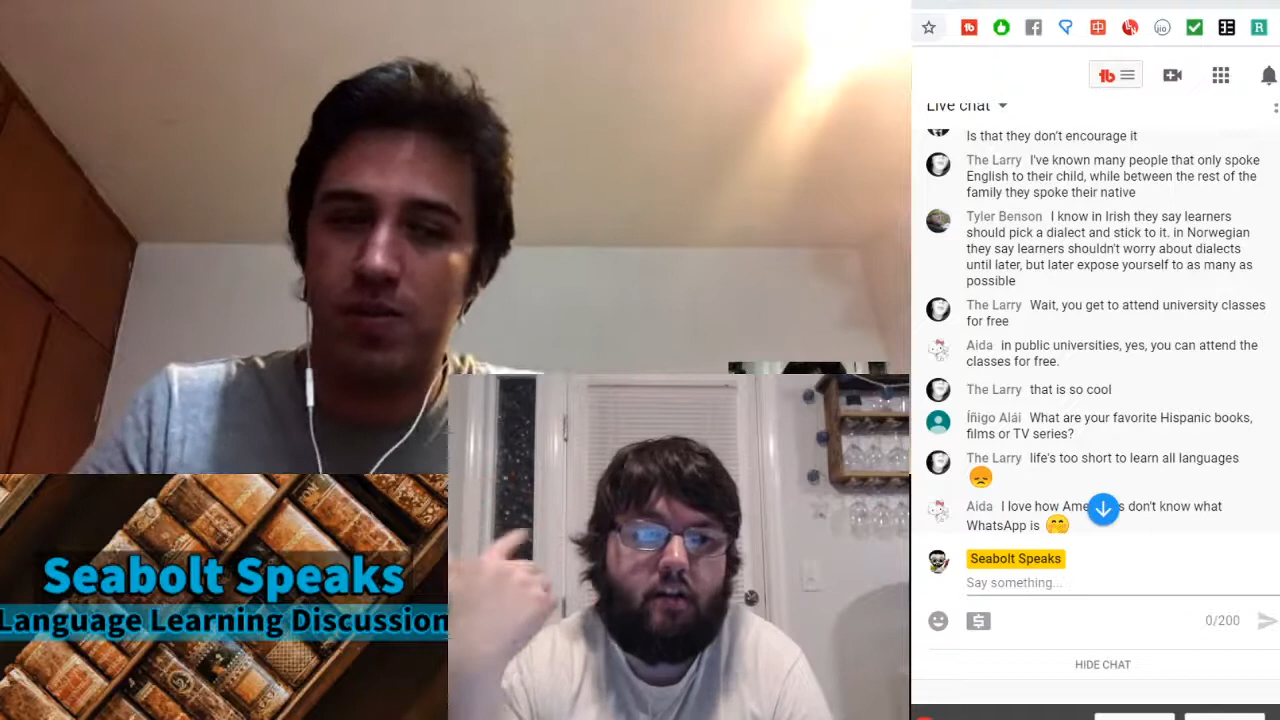 Live chat
Is that they don't encourage it
The Larry I've known many people that only spoke
English to their child, while between the rest of the
family they spoke their native
Tyler Benson I know in Irish they say learners
should pick a dialect and stick to it. in Norwegian
they say learners shouldn't worry about dialects
until later, but later expose yourself to as many as
possible
The Larry Wait, you get to attend university classes
for free
Aida in public universities, yes, you can attend the
classes for free.
The Larry that is so cool
Íñigo Alái What are your favorite Hispanic books,
films or TV series?
The Larry life's too short to learn all languages
Aida I love how don't know what
WhatsApp is
Seabolt Speaks
Say something...
0/200
HIDE CHAT
Seabolt Speaks
Language Learning Discussion